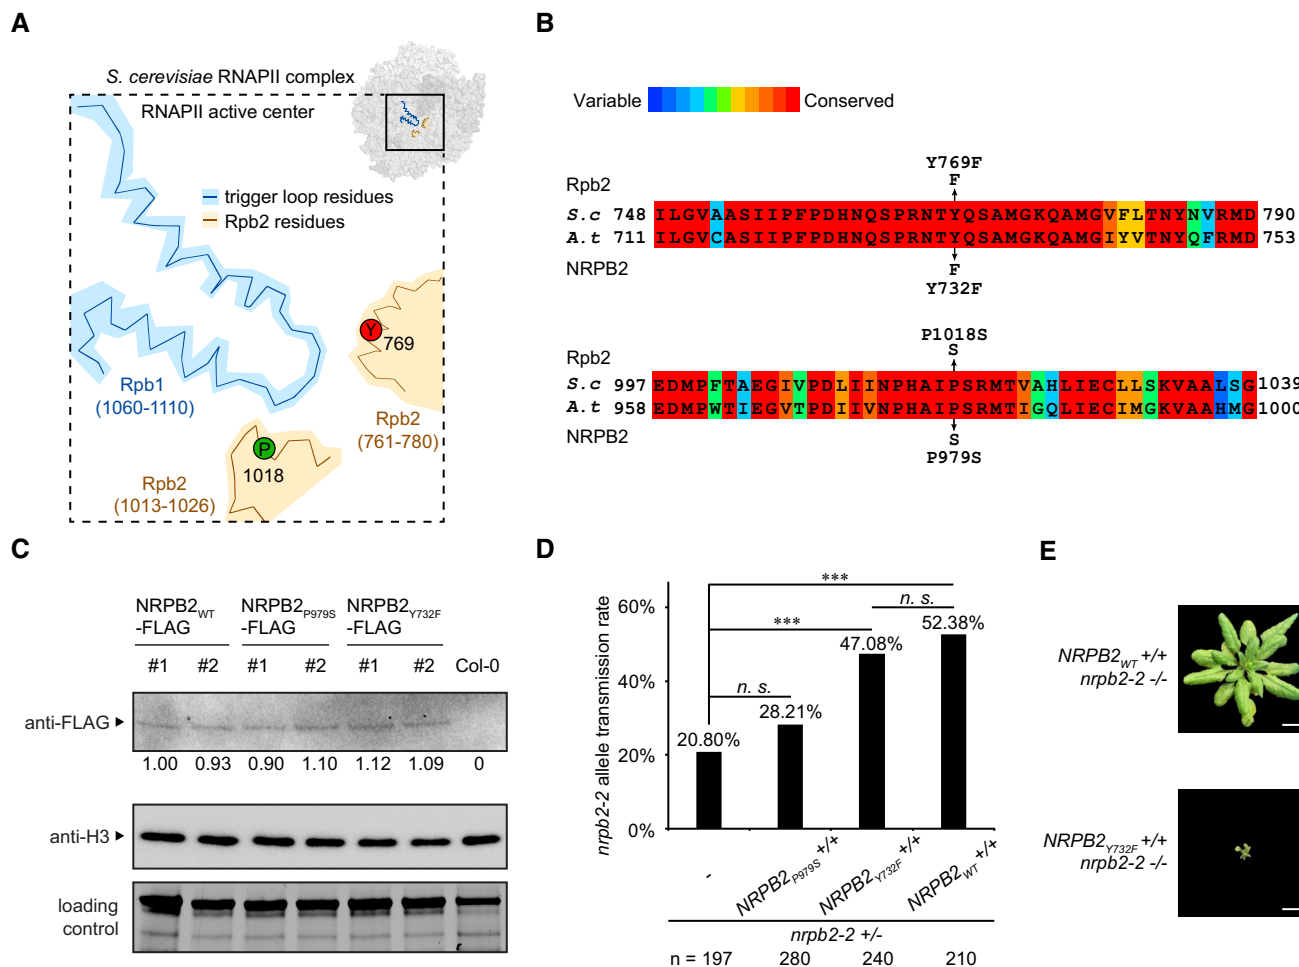 A
S. cerevisiae RNAPII complex
RNAPII active center
trigger loop residues
Rpb2 residues
Y
769
Rpb1
(1060-1110)
Rpb2
(761-780)
P
1018
Rpb2
(1013-1026)
B
Variable
Conserved
Y769F
F
Rpb2
S.c 748 ILGVAASIIPFPDHNQSPRNTYQSAMGKQAMGVFLTNYNVRMD 790
A.t 711 ILGVCASIIPFPDHNQSPRNTYQSAMGKQAMGIYVTNYQFRMD 753
NRPB2
F
Y732F
P1018S
S
Rpb2
S.c 997 EDMPFTAEGIVPDLIINPHAIPSRMTVAHLIECLLSKVAALSG 1039
A.t 958 EDMPWTIEGVTPDIIVNPHAIPSRMTIGQLIECIMGKVAAHMG 1000
NRPB2
S
P979S
C
NRPB2WT
-FLAG
NRPB2P979S
-FLAG
NRPB2Y732F
-FLAG
#1 #2 #1 #2 #1 #2 Col-0
anti-FLAG
1.00 0.93 0.90 1.10 1.12 1.09 0
anti-H3
loading
control
D
nrpb2-2 allele transmission rate
60%
40%
20%
0%
***
n. s.
***
52.38%
47.08%
n. s.
28.21%
20.80%
-
NRPB2P979S +/+
NRPB2Y732F +/+
NRPB2WT +/+
nrpb2-2 +/-
n = 197 280 240 210
E
NRPB2WT +/+
nrpb2-2 -/-
NRPB2Y732F +/+
nrpb2-2 -/-